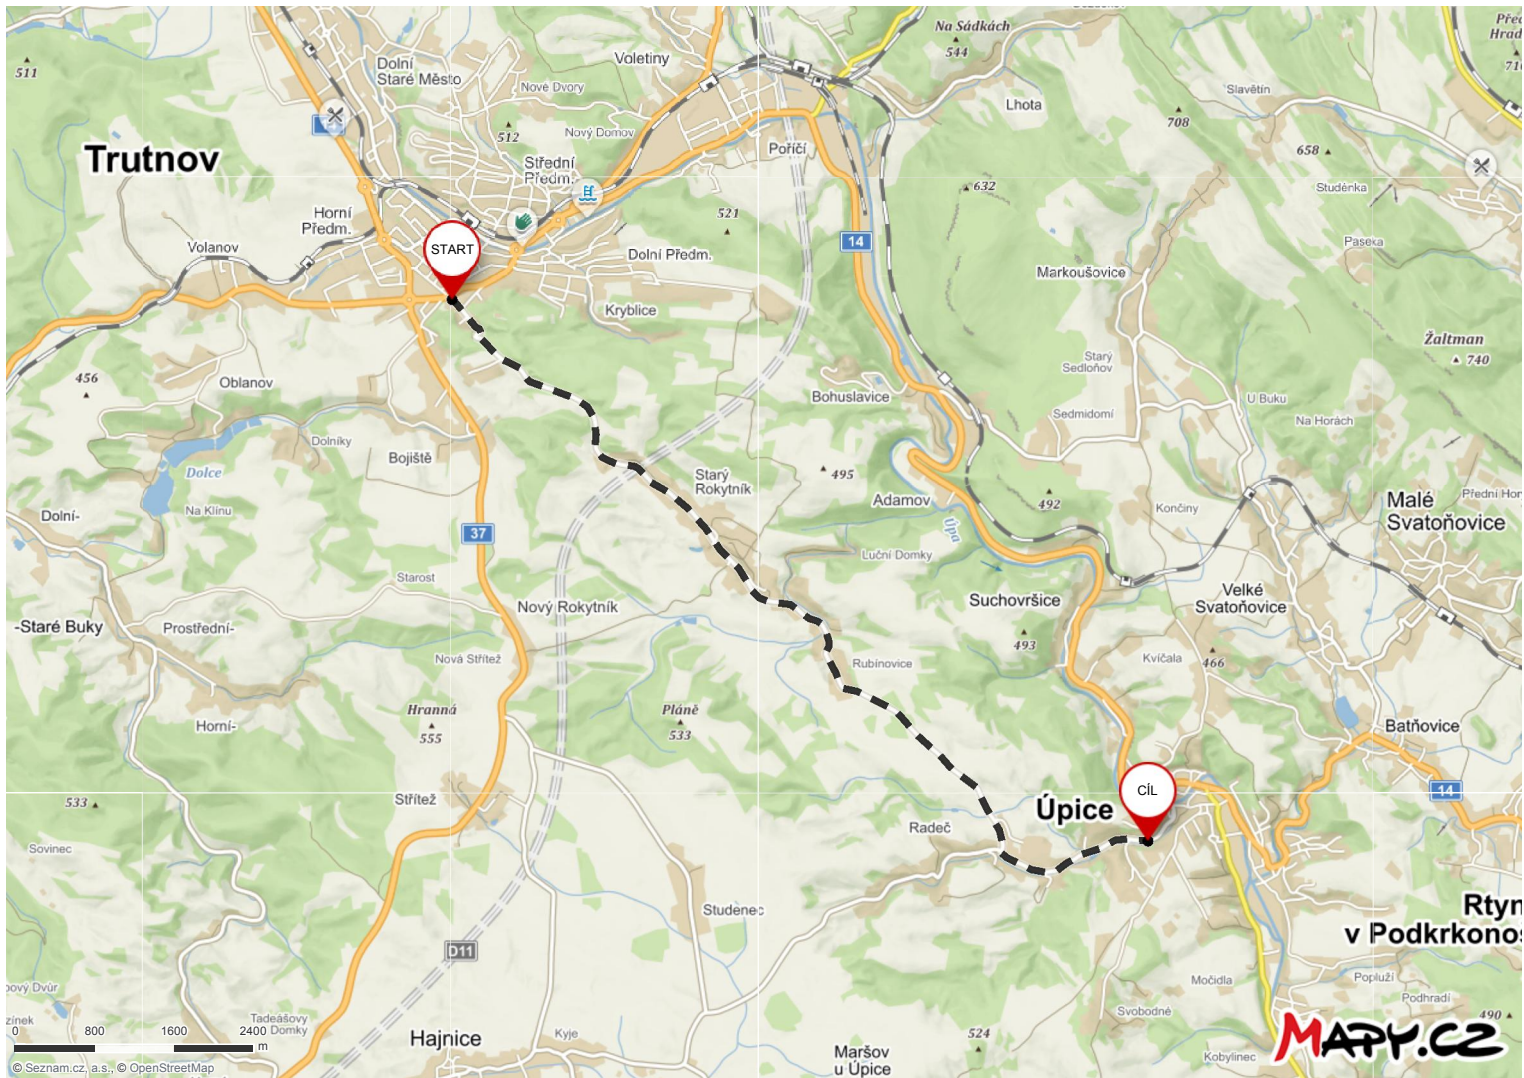 Na Sádkách
544
511
Dolní
Staré Město
Voletiny
Nové Dvory
Lhota
Slavětín
708
512
Nový Domov
Poříčí
658
Trutnov
Střední
Předm.
632
Studénka
Horní
Předm.
521
14
Volanov
START
Dolní Předm.
Paseka
Markoušovice
Kryblice
Žaltman
740
456
Oblanov
Starý
Sedloňov
Bohuslavice
U Buku
Sedmidomí
Na Horách
Dolníky
Bojiště
Dolce
Starý
Rokytník
495
Adamov
492
Malé
Svatoňovice
Přední Hor
Na Klínu
Dolní-
Končiny
37
Úpa
Luční Domky
Starost
Nový Rokytník
Suchovršice
Velké
Svatoňovice
-Staré Buky
Prostřední-
493
Nová Střítež
Rubínovice
Kvíčala
466
Hranná
555
Pláně
533
Horní-
Batňovice
CÍL
14
533
Střítež
Úpice
Radeč
Sovinec
Studenec
Rtyn
v Podkrkonoš
D11
Močidla
Popluží
Svobodné
Podhradí
490
Tadeášovy
Domky
zínek
0 800 1600 2400
m
Hajnice
Kyje
524
Maršov
u Úpice
Kobylinec
MAPY.CZ
© Seznam.cz, a.s., © OpenStreetMap